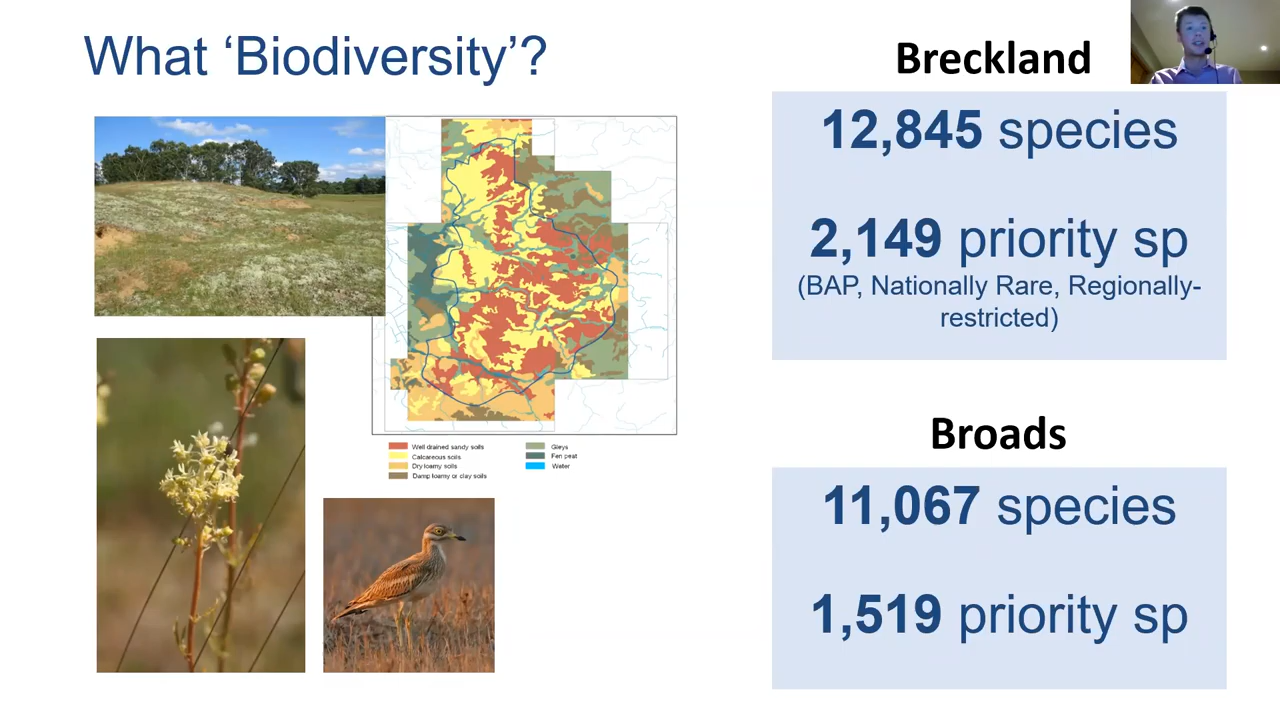 What ‘Biodiversity’?
Well drained sandy soils
Calcareous soils
Dry loamy soils
Damp loamy or clay soils
Gleys
Fen peat
Water
Breckland
12,845 species
2,149 priority sp
(BAP, Nationally Rare, Regionally-
restricted)
Broads
11,067 species
1,519 priority sp